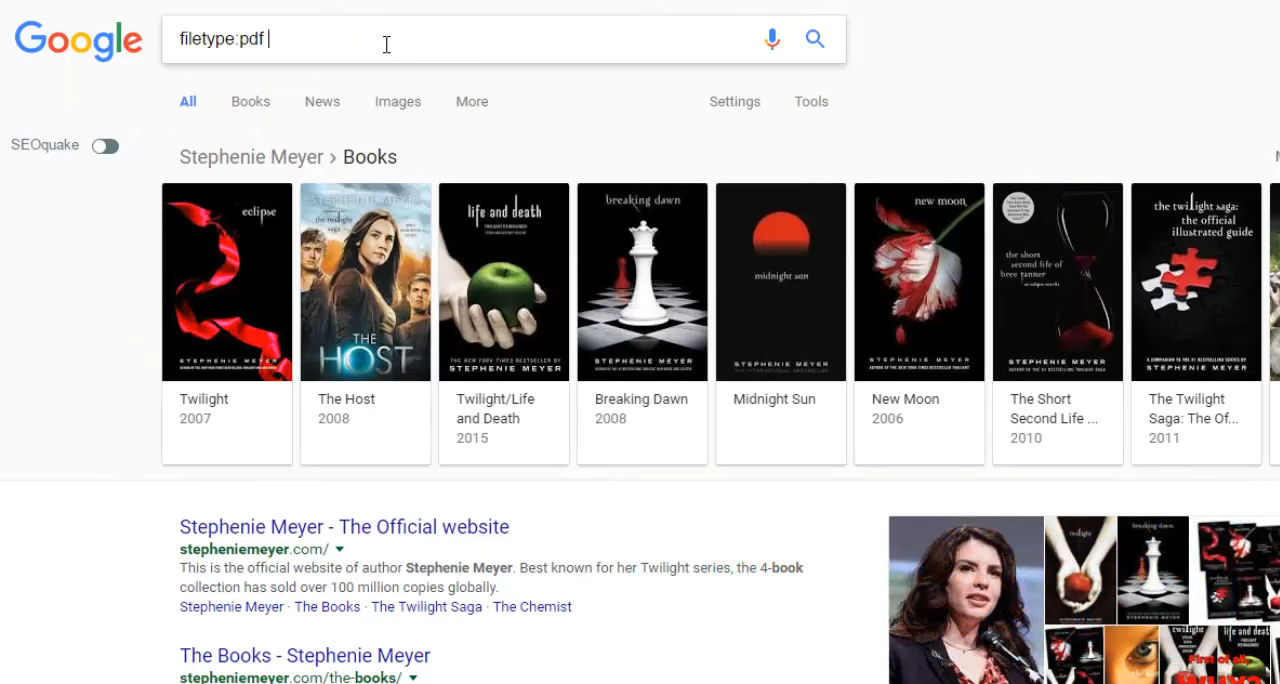 Google
filetype:pdf
All Books News Images More Settings Tools
SEOquake
Stephenie Meyer › Books
eclipse
STEPHENIE MEYER
THE HOST
life and death
STEPHENIE MEYER
breaking dawn
STEPHENIE MEYER
midnight sun
STEPHENIE MEYER
new moon
STEPHENIE MEYER
the short
second life of
bree tanner
STEPHENIE MEYER
the twilight saga:
the official
illustrated guide
STEPHENIE MEYER
Twilight
2007
The Host
2008
Twilight/Life
and Death
2015
Breaking Dawn
2008
Midnight Sun
New Moon
2006
The Short
Second Life ...
2010
The Twilight
Saga: The Of...
2011
Stephenie Meyer - The Official website
stepheniemeyer.com/
This is the official website of author Stephenie Meyer. Best known for her Twilight series, the 4-book
collection has sold over 100 million copies globally.
Stephenie Meyer · The Books · The Twilight Saga · The Chemist
The Books - Stephenie Meyer
stepheniemeyer.com/the-books/
twilight
breaking dawn
twilight
life and death
First of all,